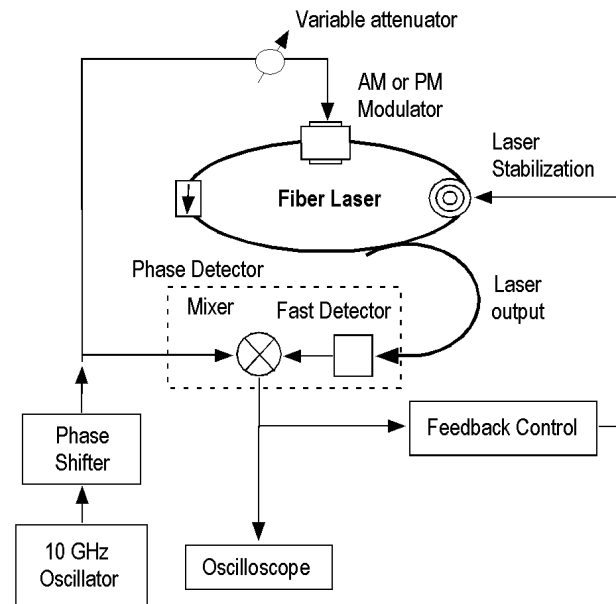 Variable attenuator
AM or PM
Modulator
Laser
Stabilization
Fiber Laser
Phase Detector
Mixer
Fast Detector
Laser
output
Phase
Shifter
Feedback Control
10 GHz
Oscillator
Oscilloscope